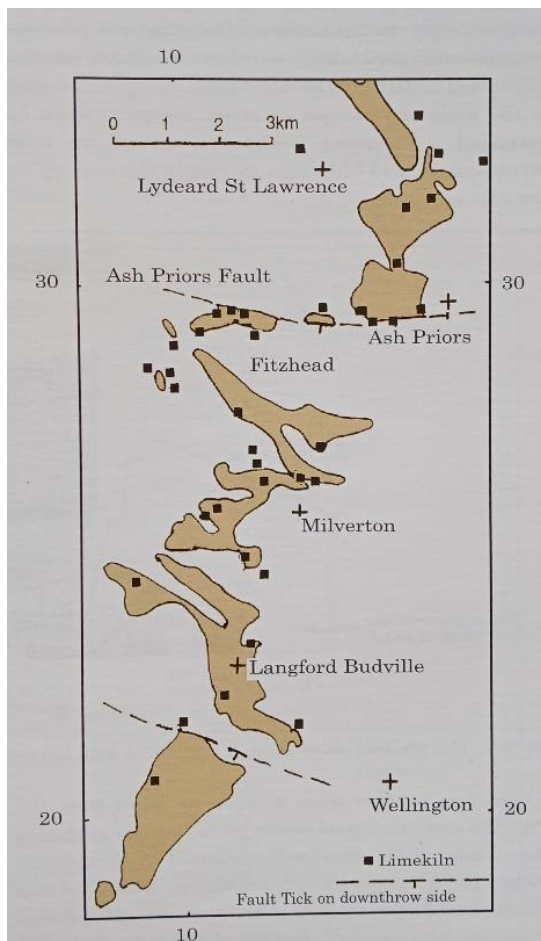 10
0 1 2 3km
Lydeard St Lawrence
30 30
Ash Priors Fault
Ash Priors
Fitzhead
Milverton
Langford Budville
Wellington
20 20
Limekiln
Fault Tick on downthrow side
10